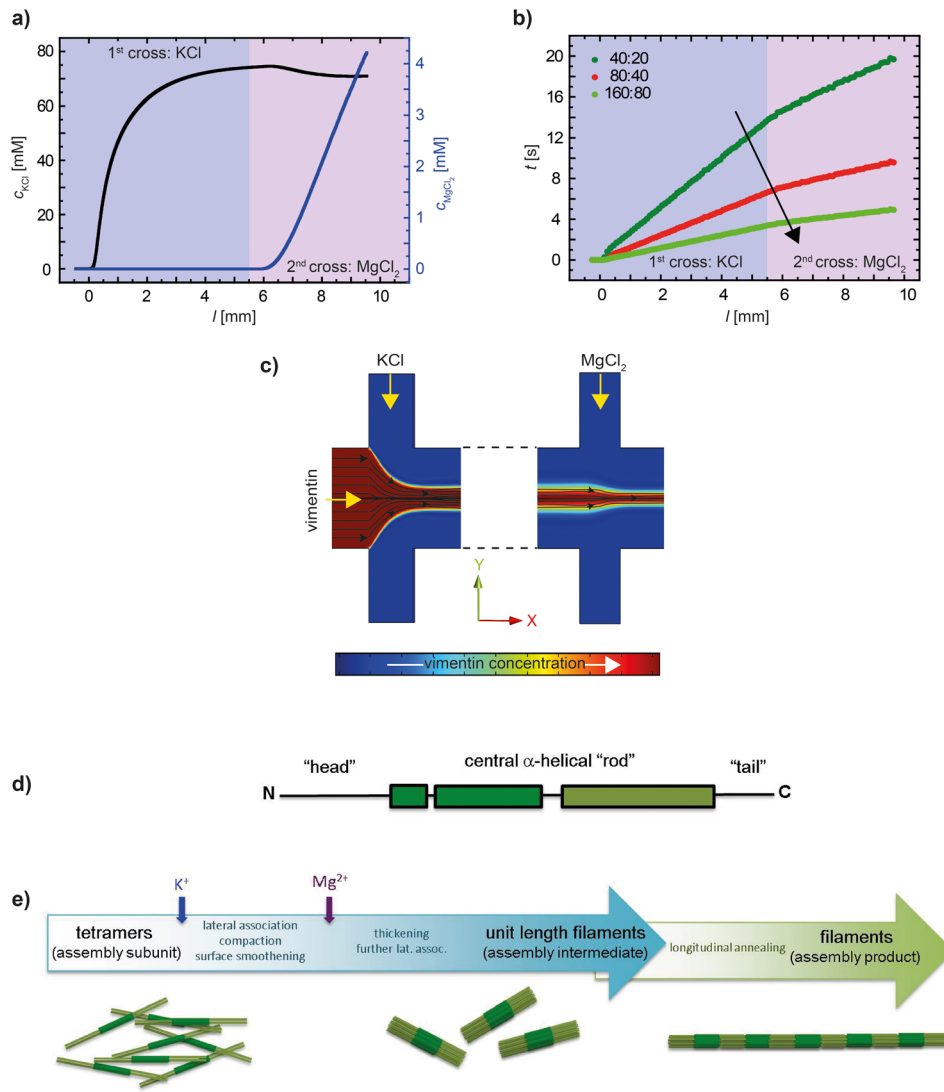 a)
1st cross: KCl
80
60
40
20
0
cKCl [mM]
4
3
2
1
0
cMgCl2 [mM]
2nd cross: MgCl2
0 2 4 6 8 10
l [mm]
b)
40:20
80:40
160:80
20
16
12
8
4
0
t [s]
1st cross: KCl
2nd cross: MgCl2
0 2 4 6 8 10
l [mm]
c)
KCl
MgCl2
vimentin
Y
X
vimentin concentration
d)
"head"
central α-helical "rod"
"tail"
N
C
e)
K+
Mg2+
tetramers
(assembly subunit)
lateral association
compaction
surface smoothening
thickening
further lat. assoc.
unit length filaments
(assembly intermediate)
longitudinal annealing
filaments
(assembly product)